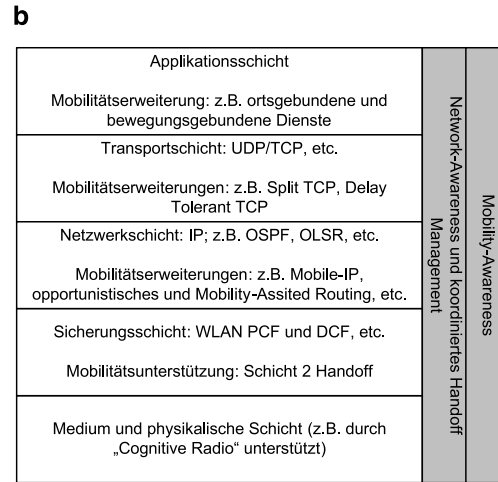 b
Applikationsschicht
Mobilitätserweiterung: z.B. ortsgebundene und
bewegungsgebundene Dienste
Transportschicht: UDP/TCP, etc.
Mobilitätserweiterungen: z.B. Split TCP, Delay
Tolerant TCP
Netzwerkschicht: IP; z.B. OSPF, OLSR, etc.
Mobilitätserweiterungen: z.B. Mobile-IP,
opportunistisches und Mobility-Assited Routing, etc.
Sicherungsschicht: WLAN PCF und DCF, etc.
Mobilitätsunterstützung: Schicht 2 Handoff
Medium und physikalische Schicht (z.B. durch
„Cognitive Radio“ unterstützt)
Network-Awareness und koordiniertes Handoff
Management
Mobility-Awareness